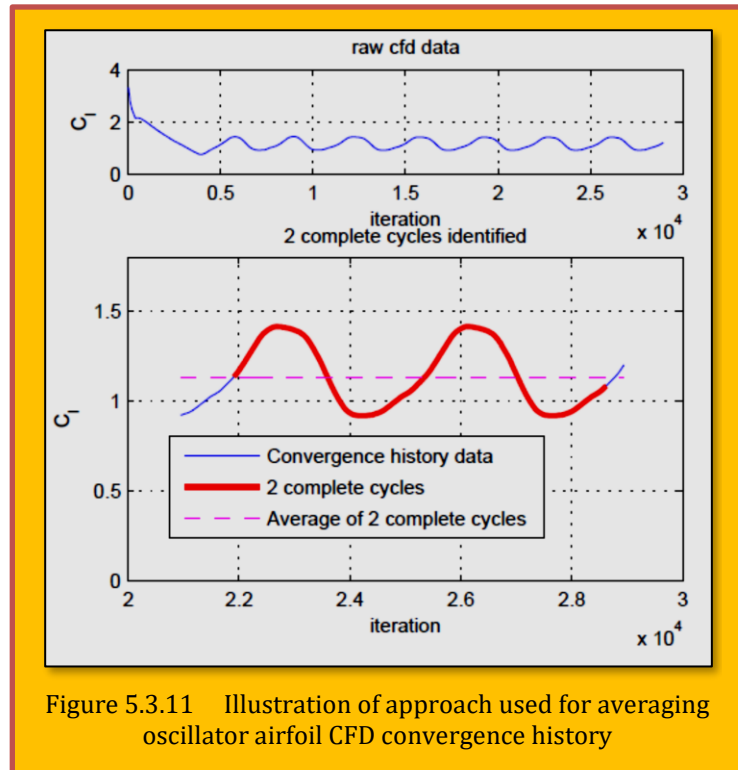 raw cfd data
4
2
0
C_l
0
0.5
1
1.5
2
2.5
3
iteration
x 10^4
2 complete cycles identified
1.5
1
0.5
0
C_l
Convergence history data
2 complete cycles
Average of 2 complete cycles
2
2.2
2.4
2.6
2.8
3
iteration
x 10^4
Figure 5.3.11 Illustration of approach used for averaging
oscillator airfoil CFD convergence history